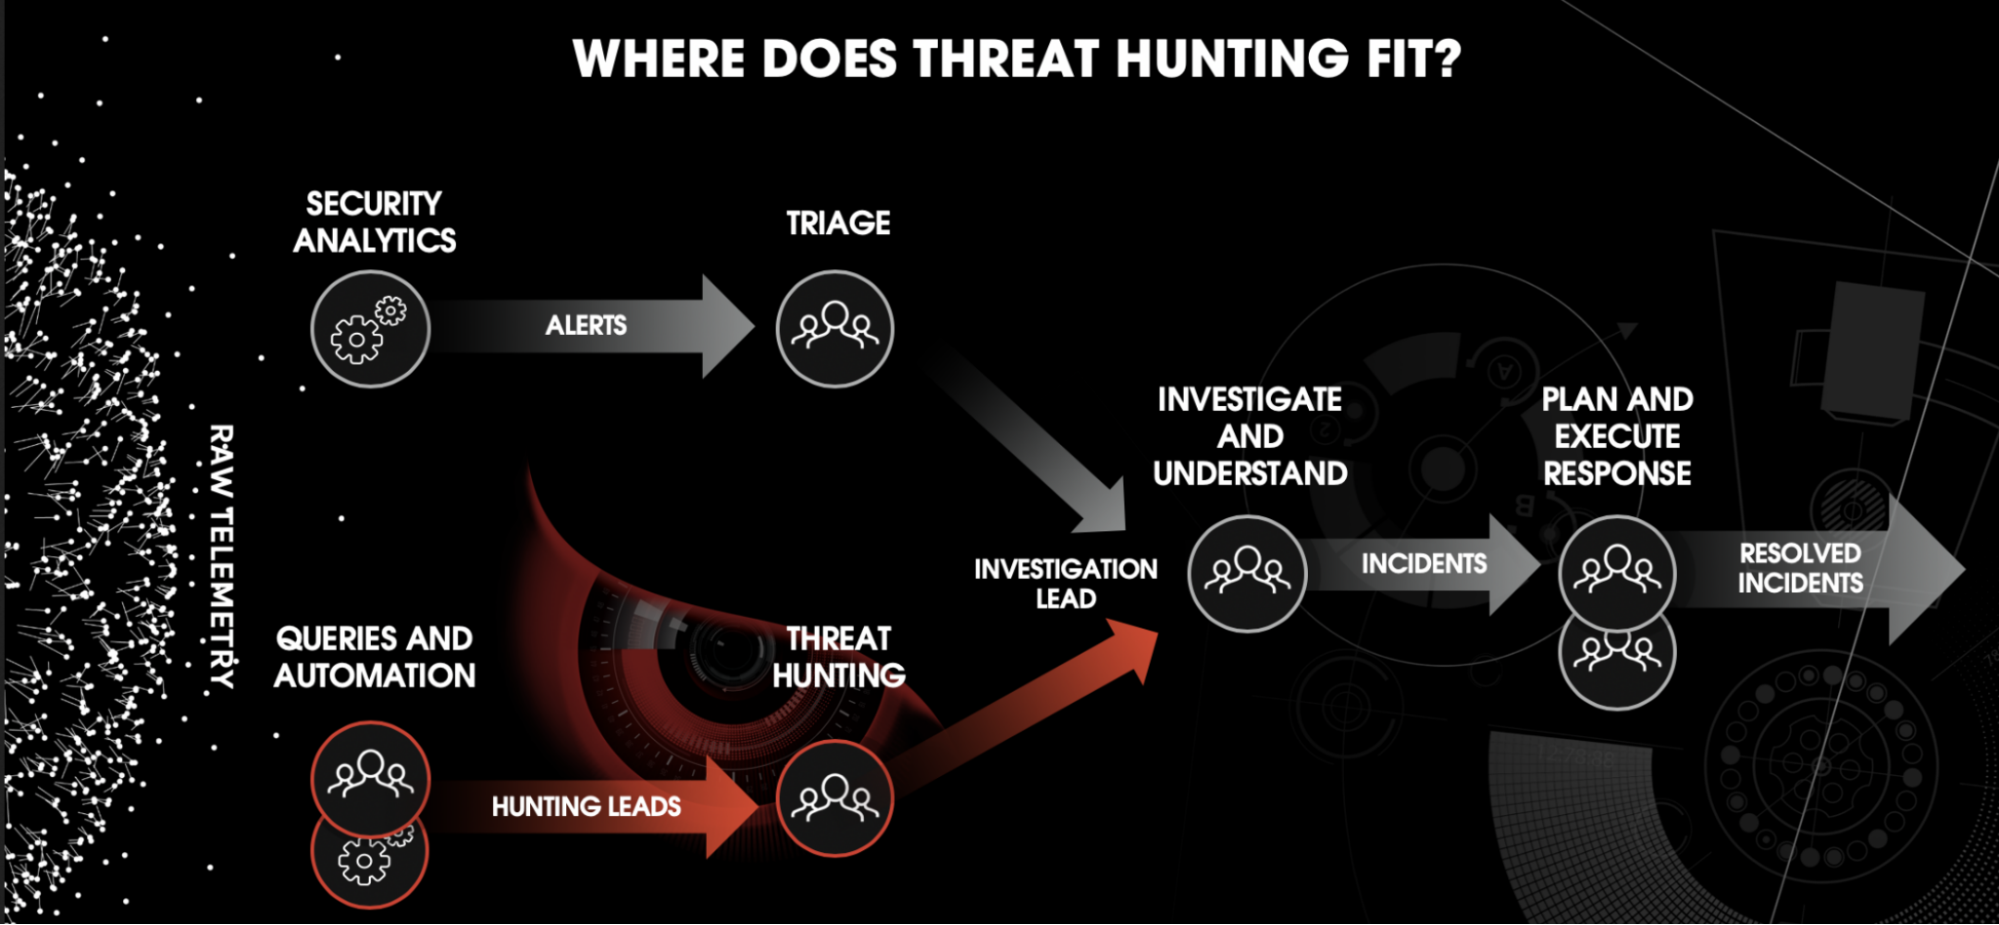 WHERE DOES THREAT HUNTING FIT?
RAW TELEMETRY
SECURITY
ANALYTICS
ALERTS
TRIAGE
QUERIES AND
AUTOMATION
HUNTING LEADS
THREAT
HUNTING
INVESTIGATION
LEAD
INVESTIGATE
AND
UNDERSTAND
INCIDENTS
PLAN AND
EXECUTE
RESPONSE
RESOLVED
INCIDENTS
A
2
B